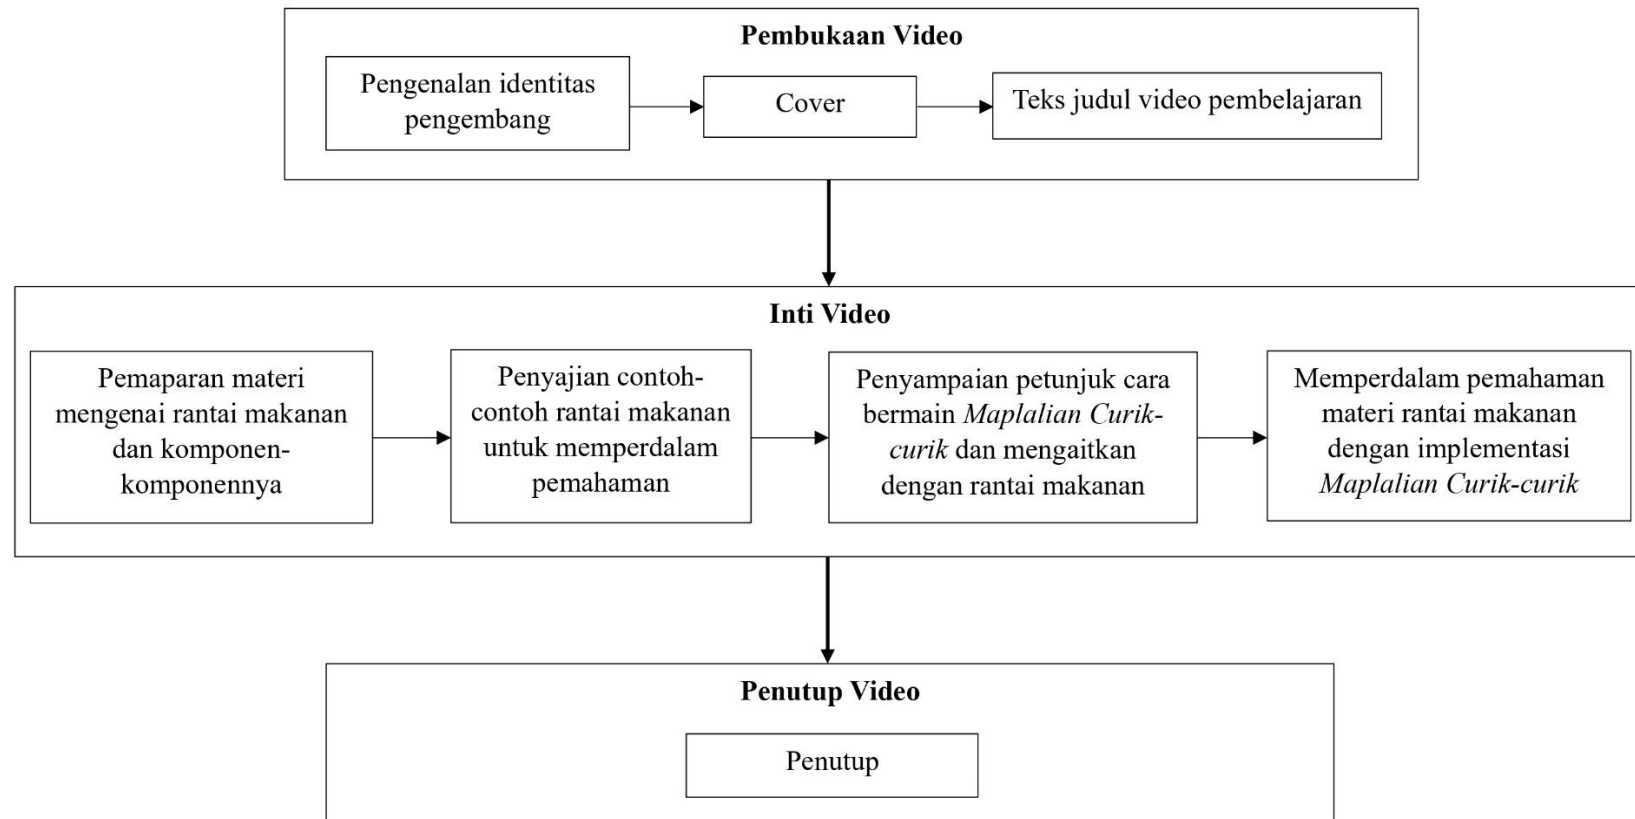 Pembukaan Video
Pengenalan identitas
pengembang
Cover
Teks judul video pembelajaran
Inti Video
Pemaparan materi
mengenai rantai makanan
dan komponen-
komponennya
Penyajian contoh-
contoh rantai makanan
untuk memperdalam
pemahaman
Penyampaian petunjuk cara
bermain Maplalian Curik-
curik dan mengaitkan
dengan rantai makanan
Memperdalam pemahaman
materi rantai makanan
dengan implementasi
Maplalian Curik-curik
Penutup Video
Penutup